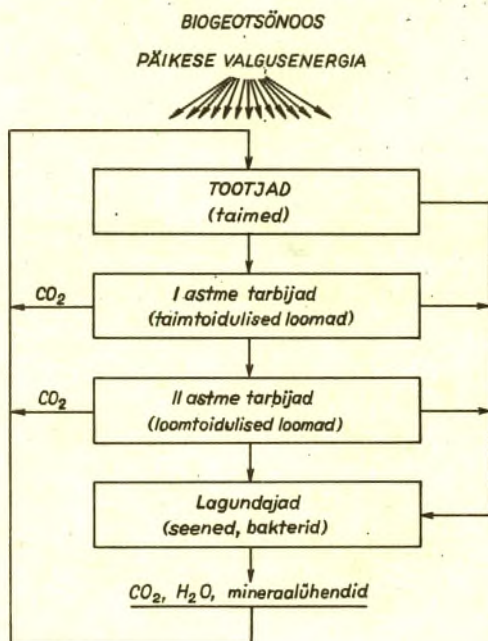 BIOGEOTSÖNOOS
PÄIKESE VALGUSENERGIA
TOOTJAD
(taimed)
CO₂
I astme tarbijad
(taimtoidulised loomad)
CO₂
II astme tarbijad
(loomtoidulised loomad)
Lagundajad
(seened, bakterid)
CO₂, H₂O, mineraalühendid